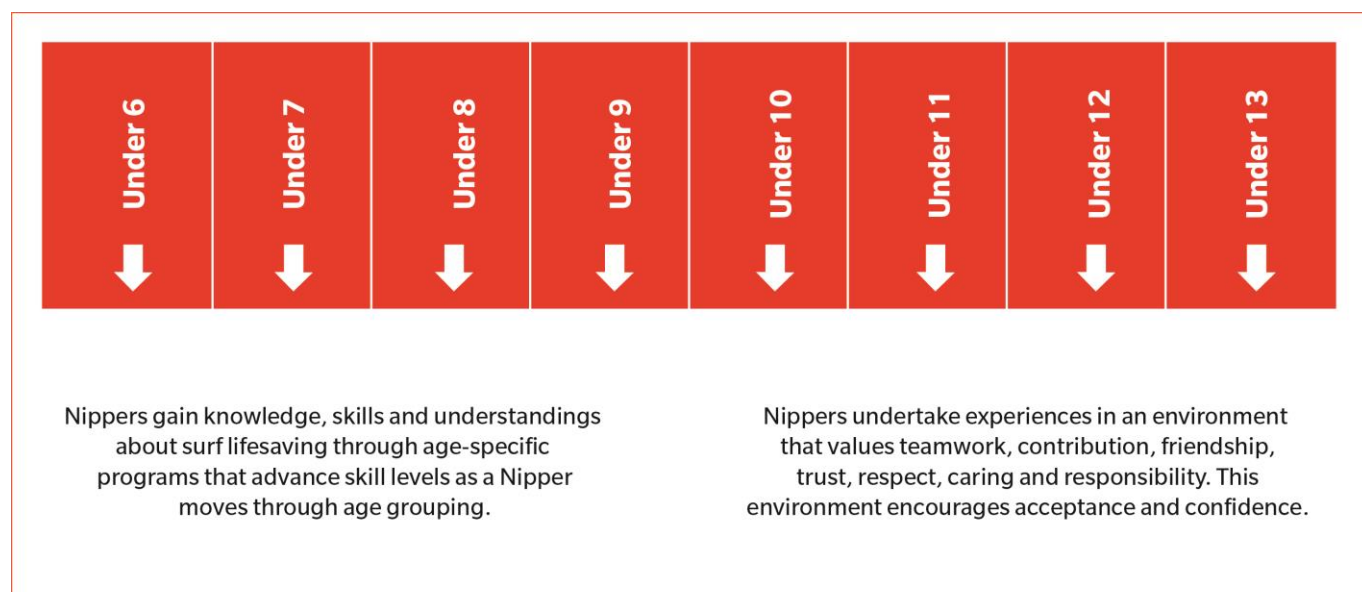 Under 6
Under 7
Under 8
Under 9
Under 10
Under 11
Under 12
Under 13
Nippers gain knowledge, skills and understandings
about surf lifesaving through age-specific
programs that advance skill levels as a Nipper
moves through age grouping.
Nippers undertake experiences in an environment
that values teamwork, contribution, friendship,
trust, respect, caring and responsibility. This
environment encourages acceptance and confidence.